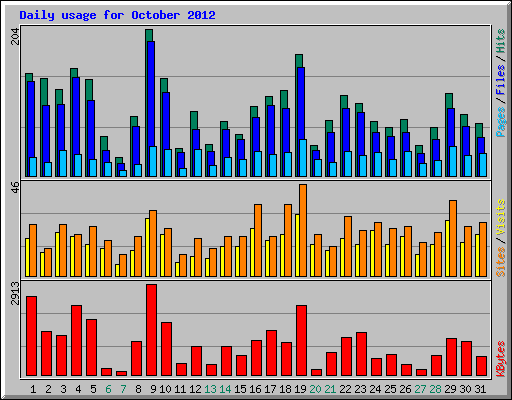 Daily usage for October 2012
204
Pages / Files / Hits
46
Sites / Visits
2913
KBytes
1 2 3 4 5 6 7 8 9 10 11 12 13 14 15 16 17 18 19 20 21 22 23 24 25 26 27 28 29 30 31